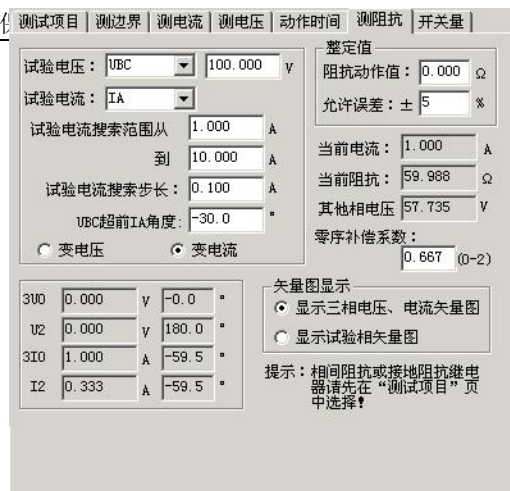 测试项目 测边界 测电流 测电压 动作时间 测阻抗 开关量
试验电压： UBC 100.000 V
试验电流： IA
试验电流搜索范围从 1.000 A
到 10.000 A
试验电流搜索步长： 0.100 A
UBC超前IA角度： -30.0 °
变电压 变电流
整定值
阻抗动作值： 0.000 Ω
允许误差：± 5 %
当前电流： 1.000 A
当前阻抗： 59.988 Ω
其他相电压 57.735 V
零序补偿系数：
0.667 (0-2)
3U0 0.000 V -0.0 °
U2 0.000 V 180.0 °
3I0 1.000 A -59.5 °
I2 0.333 A -59.5 °
矢量图显示
显示三相电压、电流矢量图
显示试验相矢量图
提示：相间阻抗或接地阻抗继电
器请先在“测试项目”页
中选择！